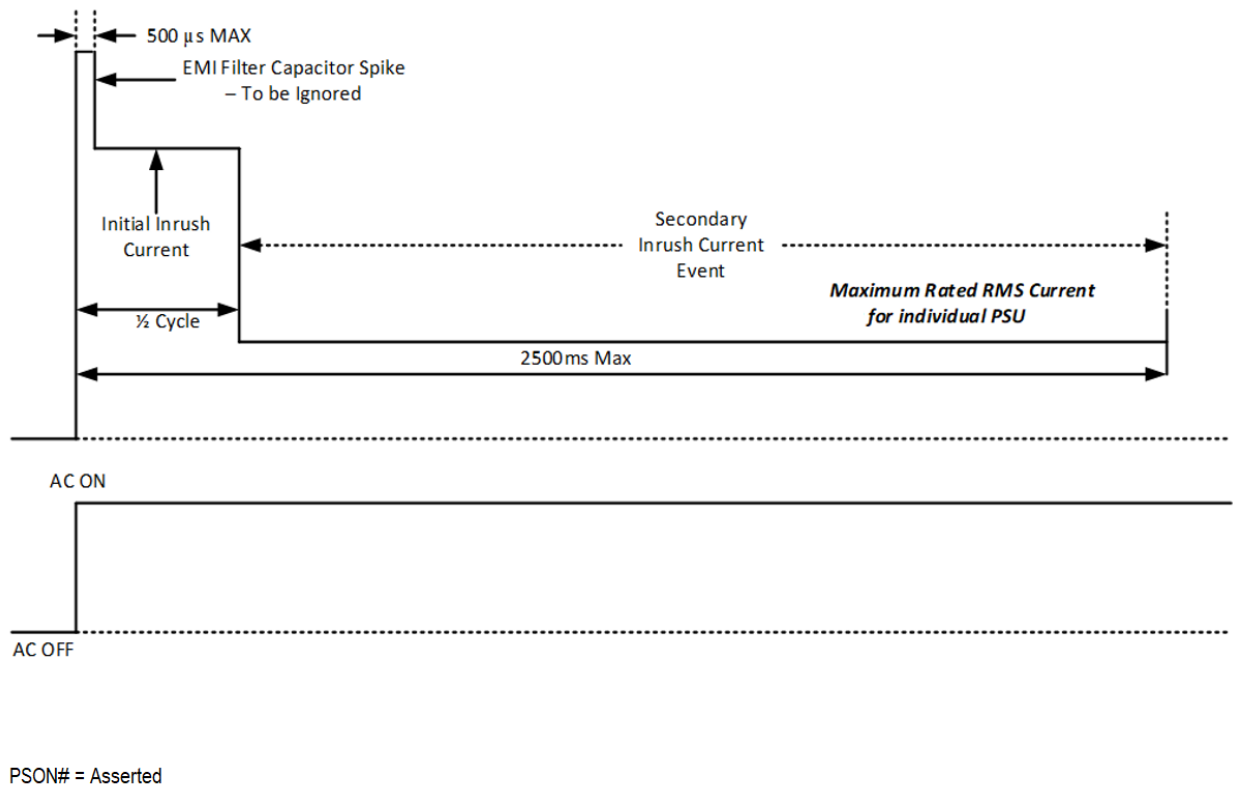 500 µs MAX
EMI Filter Capacitor Spike
– To be Ignored
Initial Inrush
Current
Secondary
Inrush Current
Event
Maximum Rated RMS Current
for individual PSU
½ Cycle
2500ms Max
AC ON
AC OFF
PSON# = Asserted